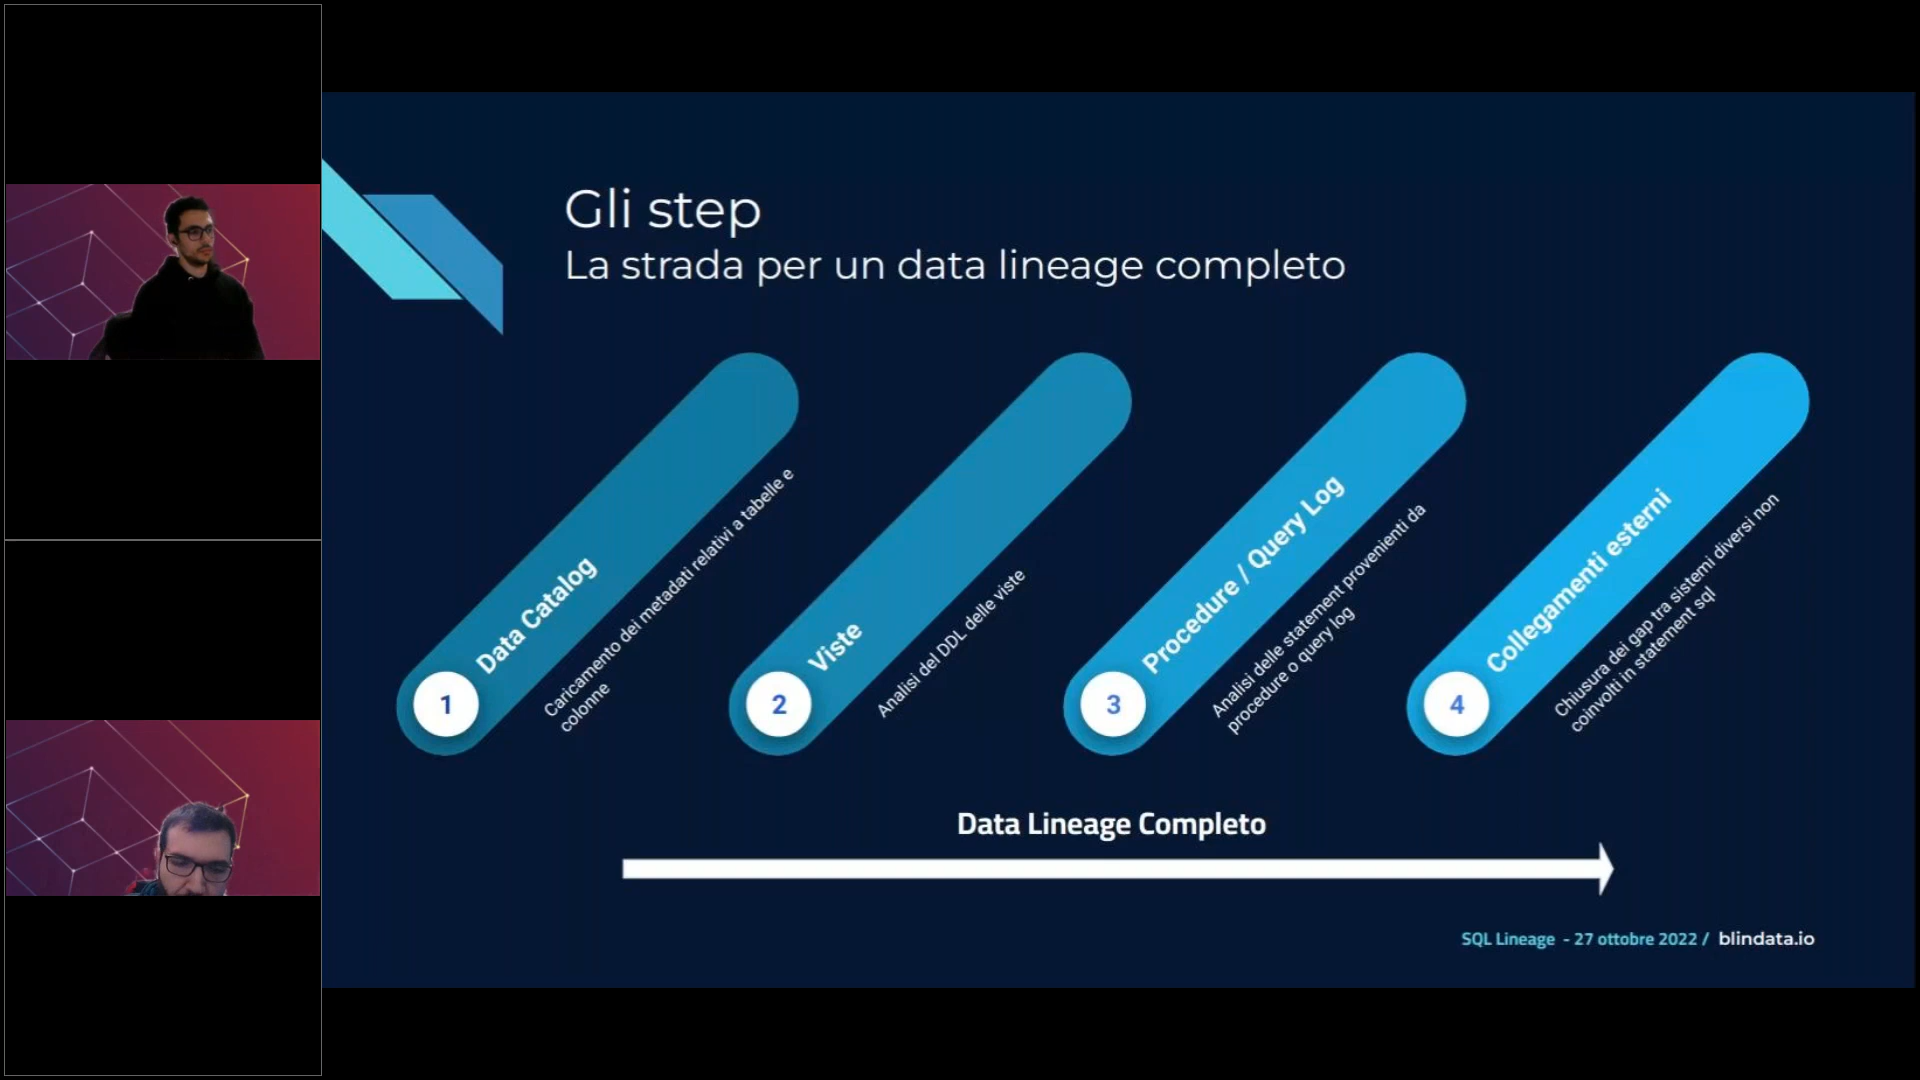 Gli step
La strada per un data lineage completo
1
Data Catalog
Caricamento dei metadati relativi a tabelle e
colonne
2
Viste
Analisi del DDL delle viste
3
Procedure / Query Log
Analisi delle statement provenienti da
procedure o query log
4
Collegamenti esterni
Chiusura dei gap tra sistemi diversi non
coinvolti in statement sql
Data Lineage Completo
SQL Lineage - 27 ottobre 2022 / blindata.io